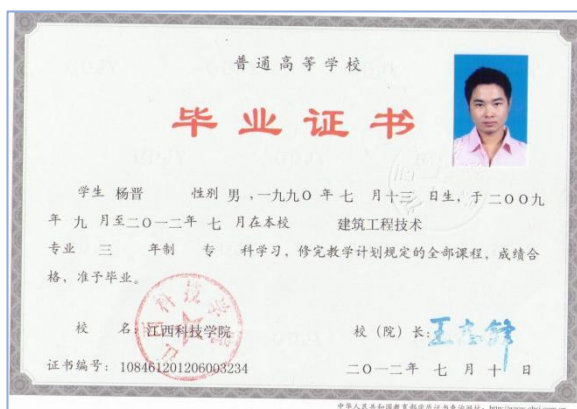 普通高等学校
毕业证书
学生 杨晋 性别 男 ,一九九〇 年 七 月 十三 日生, 于 二〇〇九
年 九 月至二〇一二年 七 月在本校 建筑工程技术
专业 三 年制 专 科学习, 修完教学计划规定的全部课程, 成绩合
格, 准予毕业。
校 名: 江西科技学院
校 (院) 长:
证书编号: 108461201206003234
二〇一二年 七 月 十 日